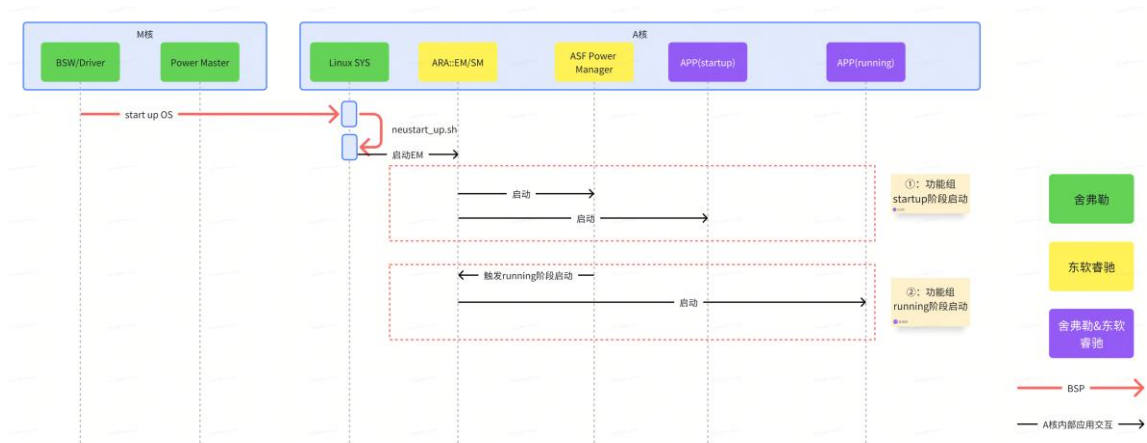 M核
A核
BSW/Driver
Power Master
Linux SYS
ARA::EM/SM
ASF Power
Manager
APP(startup)
APP(running)
start up OS
neustart_up.sh
启动EM
启动
启动
①：功能组
startup阶段启动
触发running阶段启动
启动
②：功能组
running阶段启动
舍弗勒
东软睿驰
舍弗勒&东软
睿驰
BSP
A核内部应用交互